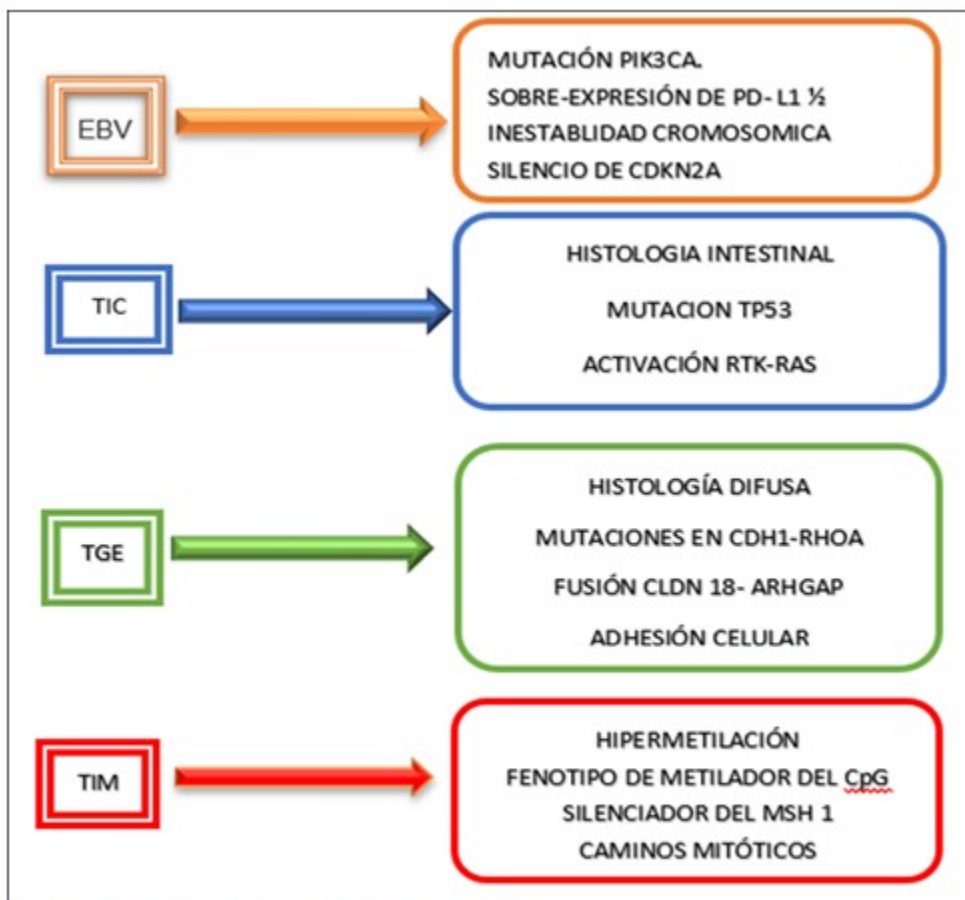 EBV
MUTACIÓN PIK3CA.
SOBRE-EXPRESIÓN DE PD- L1 ½
INESTABLIDAD CROMOSOMICA
SILENCIO DE CDKN2A
TIC
HISTOLOGIA INTESTINAL
MUTACION TP53
ACTIVACIÓN RTK-RAS
TGE
HISTOLOGÍA DIFUSA
MUTACIONES EN CDH1-RHOA
FUSIÓN CLDN 18- ARHGAP
ADHESIÓN CELULAR
TIM
HIPERMETILACIÓN
FENOTIPO DE METILADOR DEL CpG
SILENCIADOR DEL MSH 1
CAMINOS MITÓTICOS